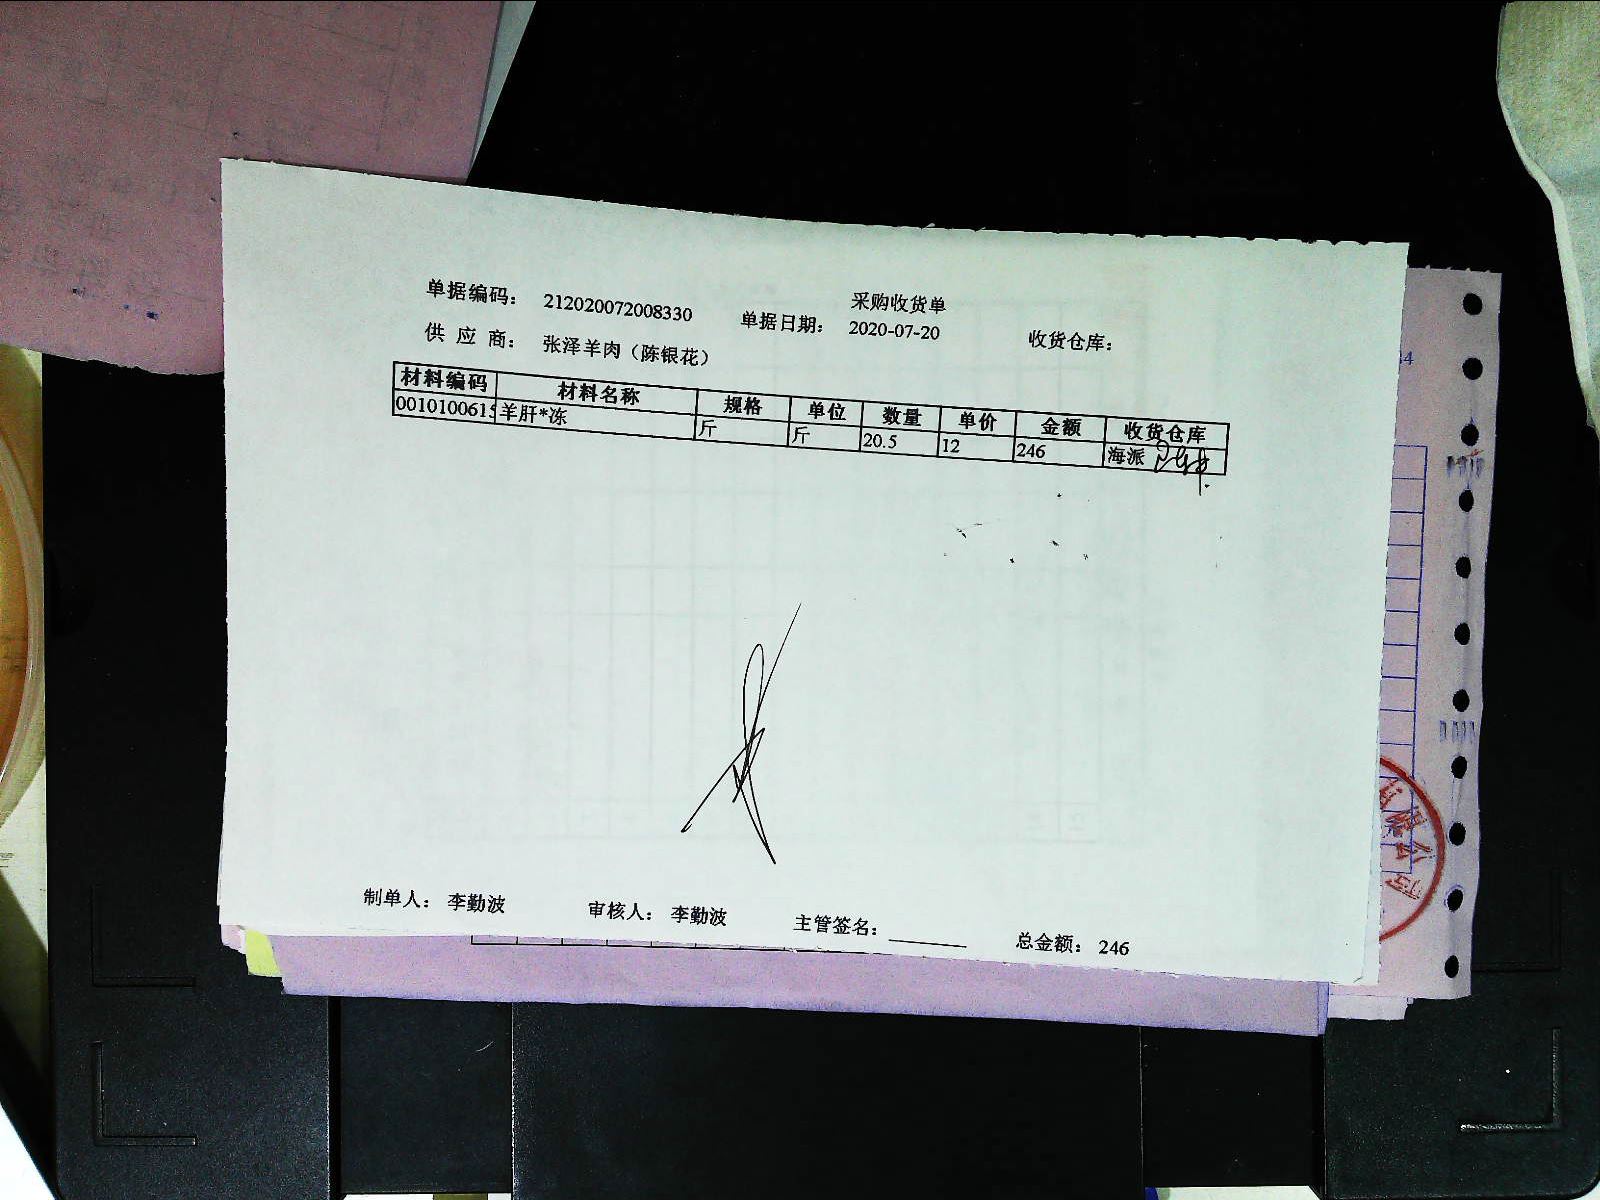 采购收货单
单据编码： 212020072008330 单据日期： 2020-07-20 收货仓库：
供 应 商： 张泽羊肉（陈银花）
材料编码 材料名称 规格 单位 数量 单价 金额 收货仓库
001010061 羊肝*冻 斤 斤 20.5 12 246 海派
制单人： 李勤波 审核人： 李勤波 主管签名： 总金额： 246